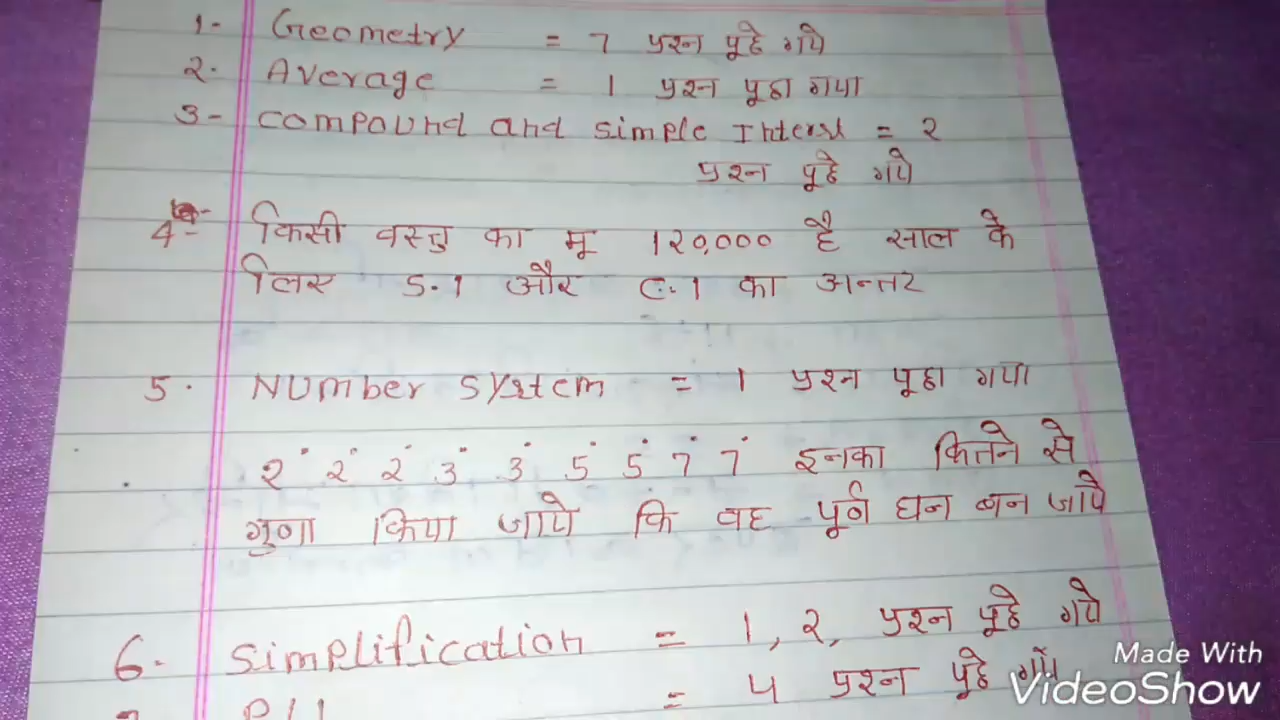 1- Geometry = 7 प्रश्न पूछे गये
2. Average = 1 प्रश्न पूछा गया
3- compound and simple Interst = 2
प्रश्न पूछे गये
4- किसी वस्तु का मू 120,000 है साल के
लिए S.I और C.I का अन्तर
5. Number system = 1 प्रश्न पूछा गया
2. 2. 2. 3. 3. 5. 5. 7. 7. इनका कितने से
गुणा किया जाये कि वह पूर्ण घन बन जाये
6- Simplification = 1, 2, प्रश्न पूछे गये
= 4 प्रश्न पूछे गये
Made With
VideoShow